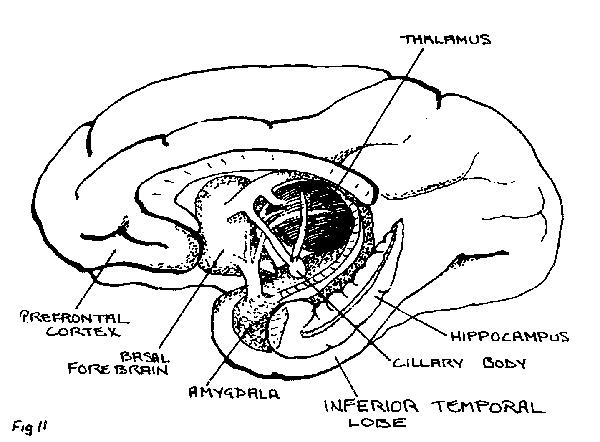 THALAMUS
PREFRONTAL
CORTEX
BASAL
FOREBRAIN
AMYGDALA
HIPPOCAMPUS
CILLARY BODY
INFERIOR TEMPORAL
LOBE
Fig 11